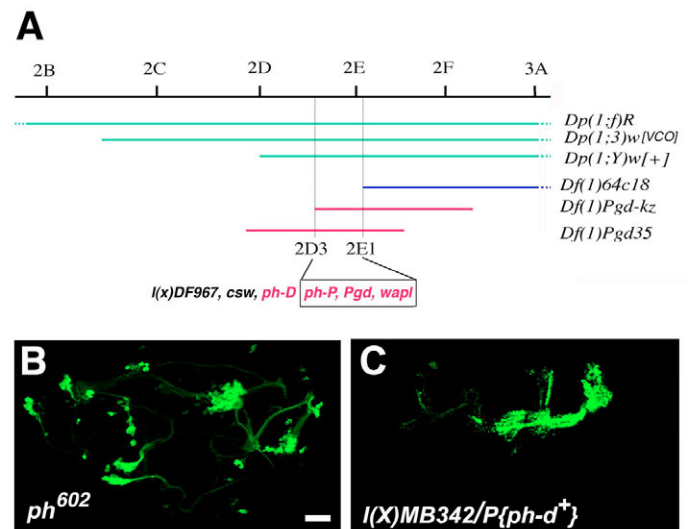 A
2B 2C 2D 2E 2F 3A
Dp(1;f)R
Dp(1;3)w[VCO]
Dp(1;Y)w[+]
Df(1)64c18
Df(1)Pgd-kz
Df(1)Pgd35
2D3 2E1
l(x)DF967, csw, ph-D ph-P, Pgd, wapl
B C
ph602 l(X)MB342/P{ph-d+}